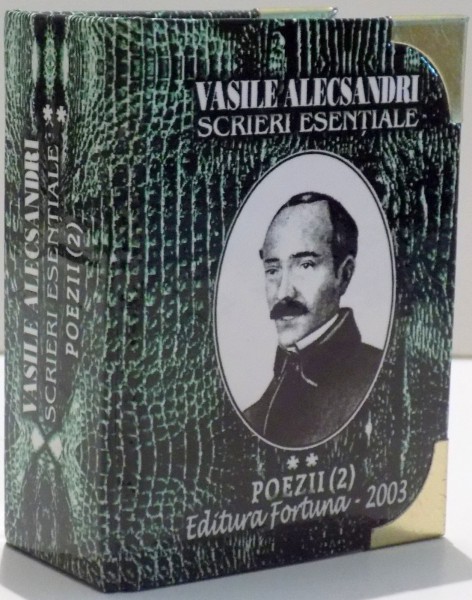 VASILE ALECSANDRI
SCRIERI ESENȚIALE
**
POEZII (2)
Editura Fortuna - 2003
VASILE ALECSANDRI
SCRIERI ESENȚIALE **
POEZII (2)